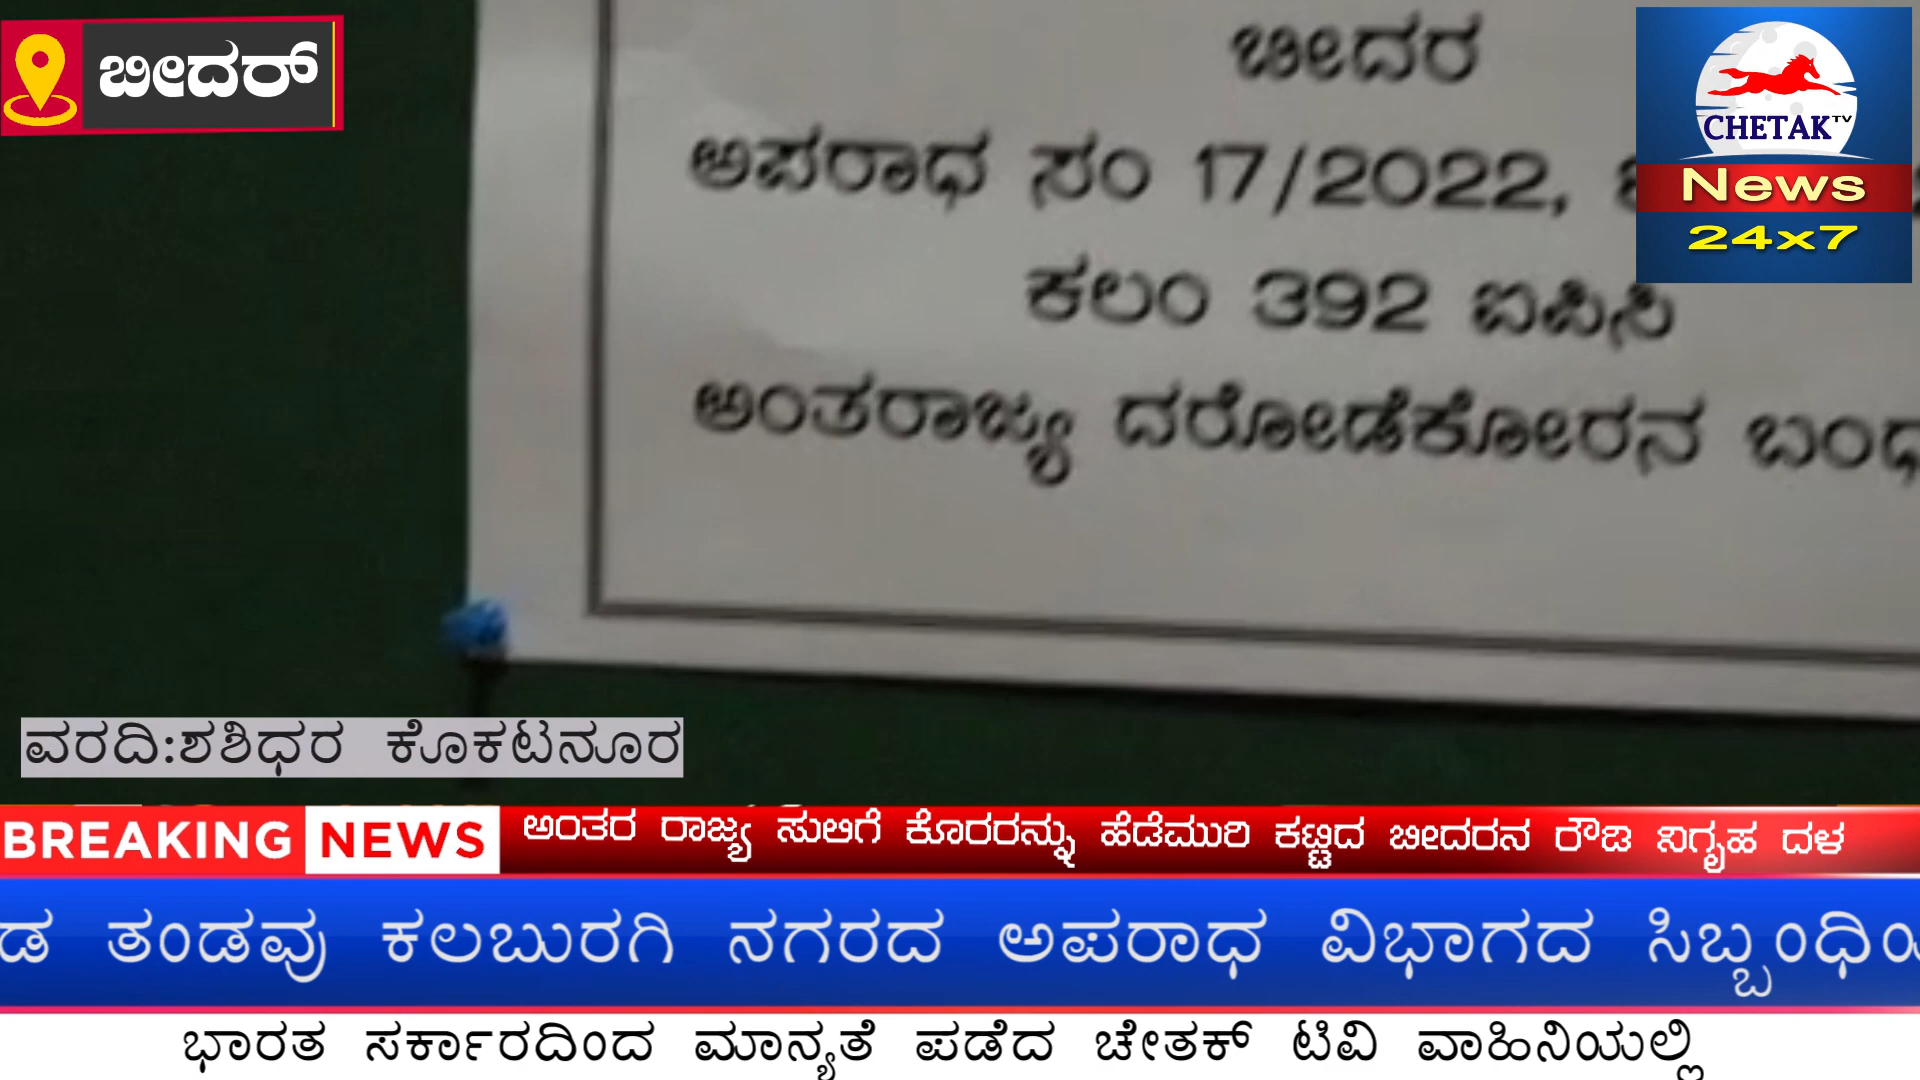 ಬೀದರ್
ಬೀದರ
ಅಪರಾಧ ಸಂ 17/2022,
ಕಲಂ 392 ಐಪಿಸಿ
ಅಂತರಾಜ್ಯ ದರೋಡೆಕೋರನ
CHETAK TV
News
24x7
ವರದಿ:ಶಶಿಧರ ಕೊಕಟನೂರ
BREAKING NEWS ಅಂತರ ರಾಜ್ಯ ಸುಲಿಗೆ ಕೊರರನ್ನು ಹೆಡೆಮುರಿ ಕಟ್ಟಿದ ಬೀದರನ ರೌಡಿ ನಿಗೃಹ ದಳ
ತಂಡವು ಕಲಬುರಗಿ ನಗರದ ಅಪರಾಧ ವಿಭಾಗದ
ಭಾರತ ಸರ್ಕಾರದಿಂದ ಮಾನ್ಯತೆ ಪಡೆದ ಚೇತಕ್ ಟಿವಿ ವಾಹಿನಿಯಲ್ಲಿ